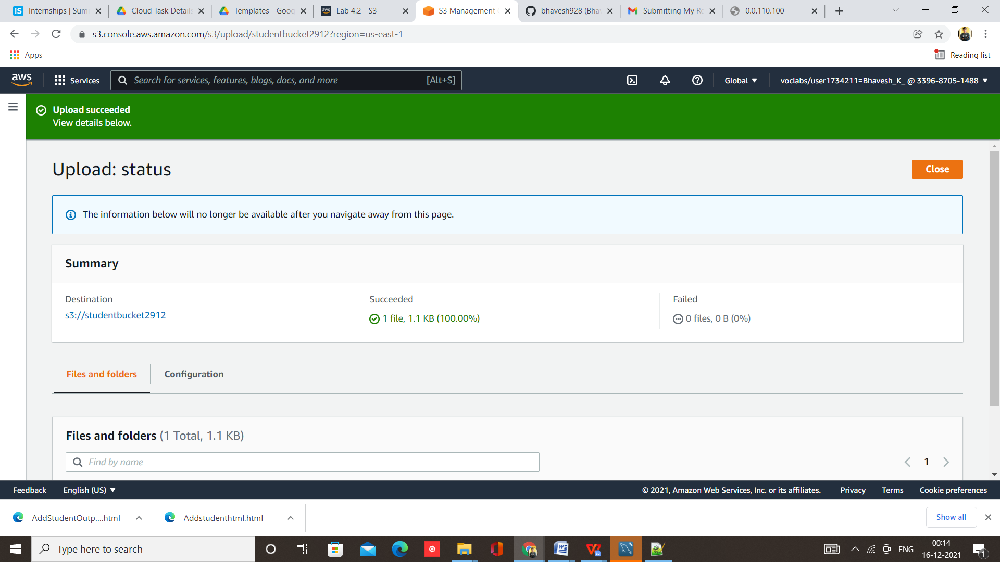 Internships | Sum
Cloud Task Details
Templates - Goog
Lab 4.2 - S3
S3 Management
bhavesh928 (Bha
Submitting My Re
0.0.110.100
s3.console.aws.amazon.com/s3/upload/studentbucket2912?region=us-east-1
Apps
Reading list
aws
Services
Search for services, features, blogs, docs, and more
[Alt+S]
Global
voclabs/user1734211=Bhavesh_K_ @ 3396-8705-1488
Upload succeeded
View details below.
Upload: status
Close
The information below will no longer be available after you navigate away from this page.
Summary
Destination
s3://studentbucket2912
Succeeded
1 file, 1.1 KB (100.00%)
Failed
0 files, 0 B (0%)
Files and folders
Configuration
Files and folders (1 Total, 1.1 KB)
Find by name
1
Feedback
English (US)
© 2021, Amazon Web Services, Inc. or its affiliates.
Privacy
Terms
Cookie preferences
AddStudentOutp....html
Addstudenthtml.html
Show all
Type here to search
ENG
00:14
16-12-2021
1